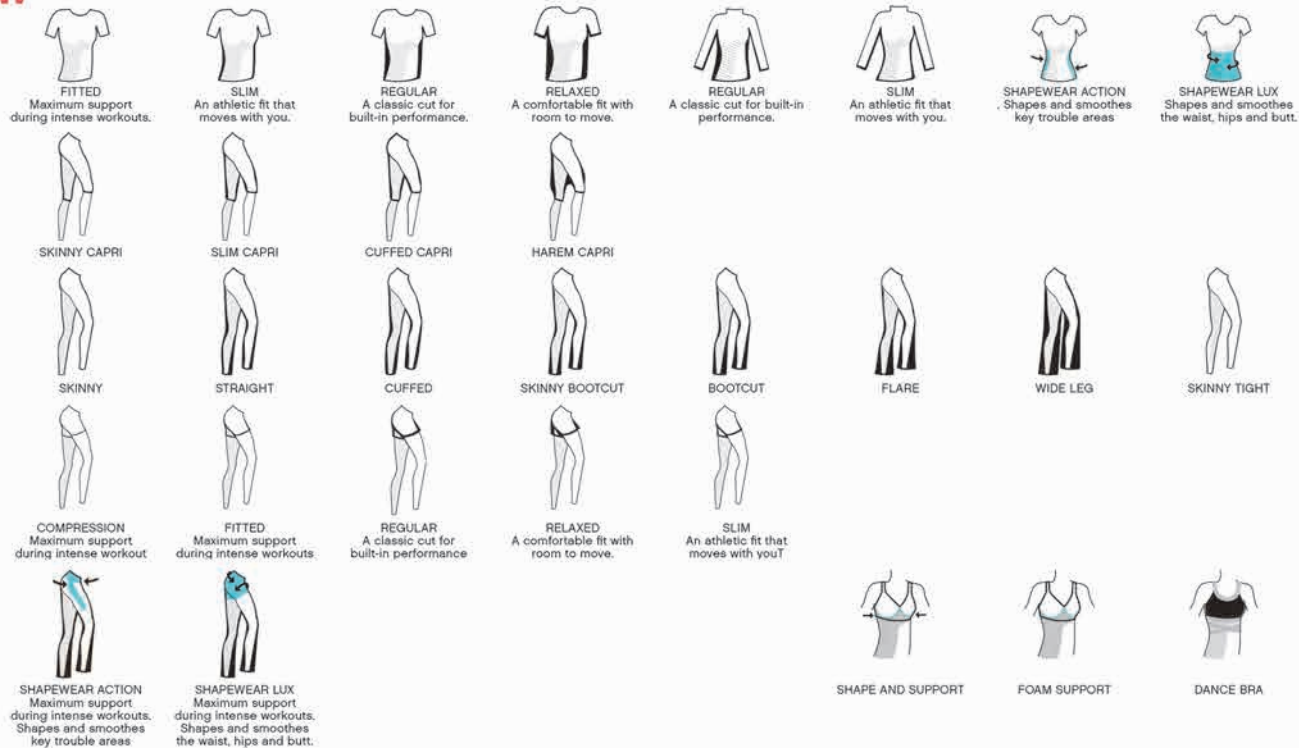 FITTED
Maximum support
during intense workouts.
SLIM
An athletic fit that
moves with you.
REGULAR
A classic cut for
built-in performance.
RELAXED
A comfortable fit with
room to move.
REGULAR
A classic cut for built-in
performance.
SLIM
An athletic fit that
moves with you.
SHAPEWEAR ACTION
. Shapes and smoothes
key trouble areas
SHAPEWEAR LUX
Shapes and smoothes
the waist, hips and butt.
SKINNY CAPRI
SLIM CAPRI
CUFFED CAPRI
HAREM CAPRI
SKINNY
STRAIGHT
CUFFED
SKINNY BOOTCUT
BOOTCUT
FLARE
WIDE LEG
SKINNY TIGHT
COMPRESSION
Maximum support
during intense workout
FITTED
Maximum support
during intense workouts
REGULAR
A classic cut for
built-in performance
RELAXED
A comfortable fit with
room to move.
SLIM
An athletic fit that
moves with youT
SHAPEWEAR ACTION
Maximum support
during intense workouts.
Shapes and smoothes
key trouble areas
SHAPEWEAR LUX
Maximum support
during intense workouts.
Shapes and smoothes
the waist, hips and butt.
SHAPE AND SUPPORT
FOAM SUPPORT
DANCE BRA